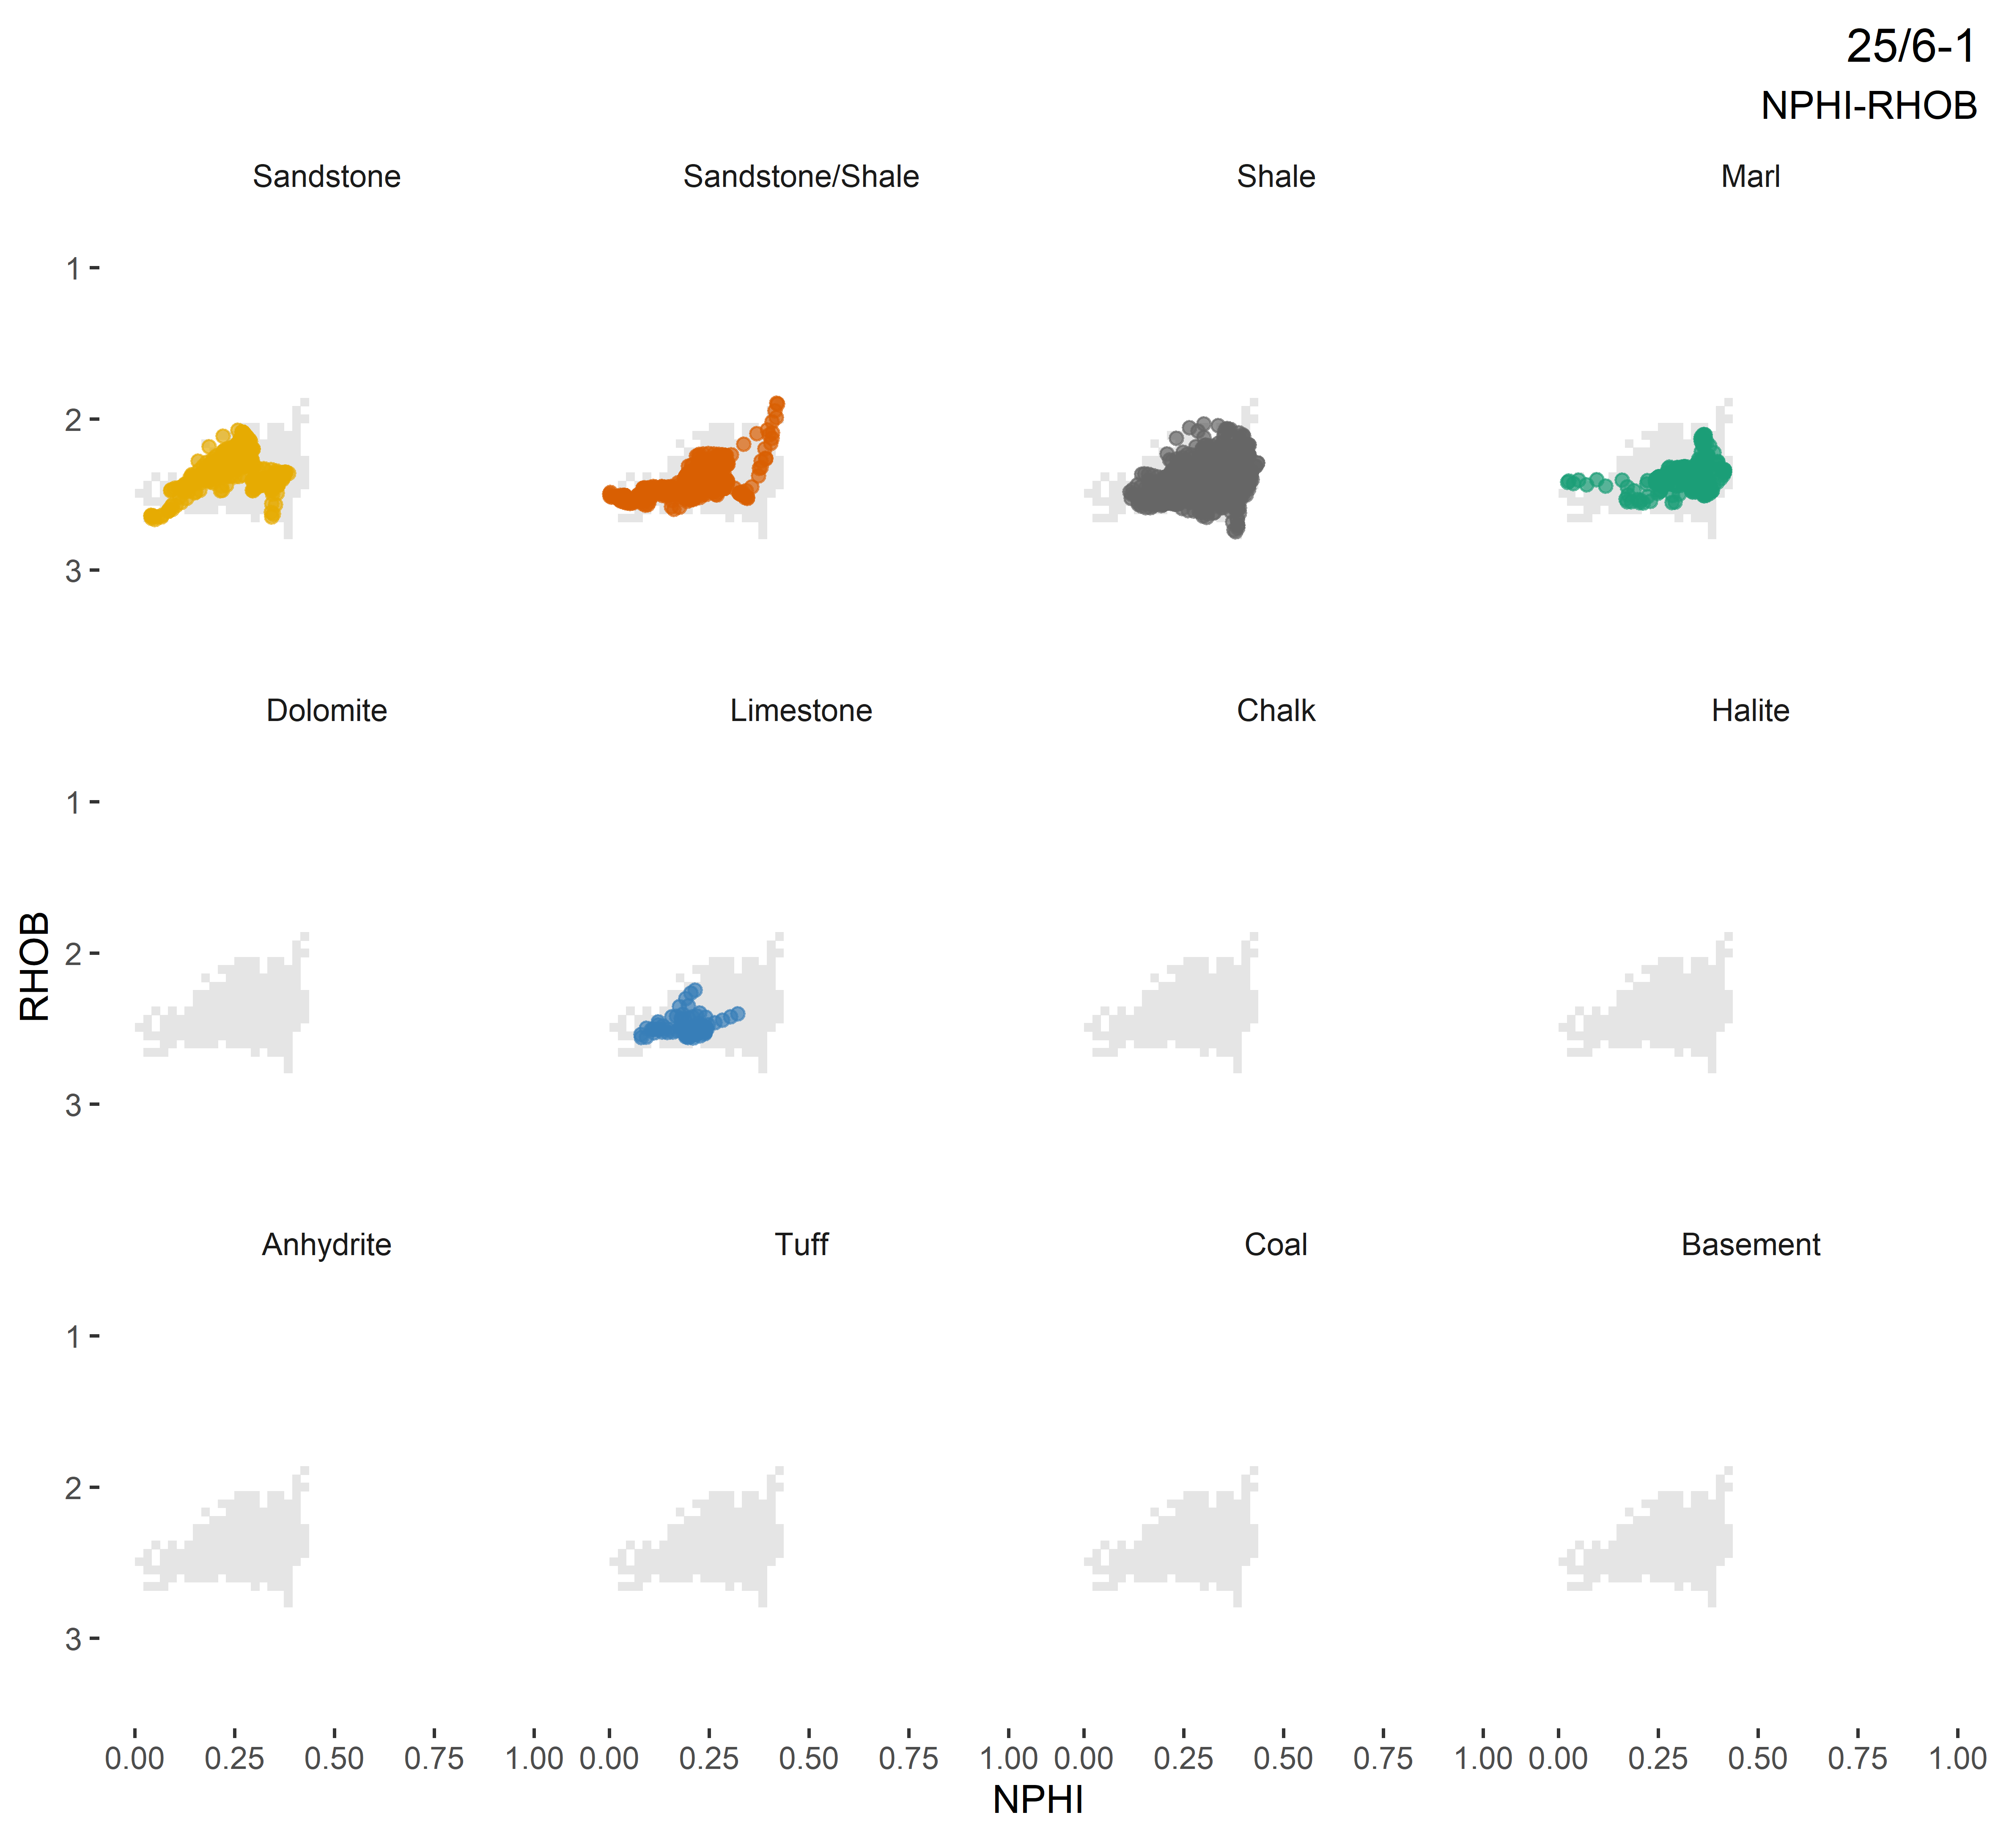 25/6-1
NPHI-RHOB
Sandstone Sandstone/Shale Shale Marl
1
2
3
Dolomite Limestone Chalk Halite
1
2
3
RHOB
Anhydrite Tuff Coal Basement
1
2
3
0.00 0.25 0.50 0.75 1.00 0.00 0.25 0.50 0.75 1.00 0.00 0.25 0.50 0.75 1.00 0.00 0.25 0.50 0.75 1.00
NPHI